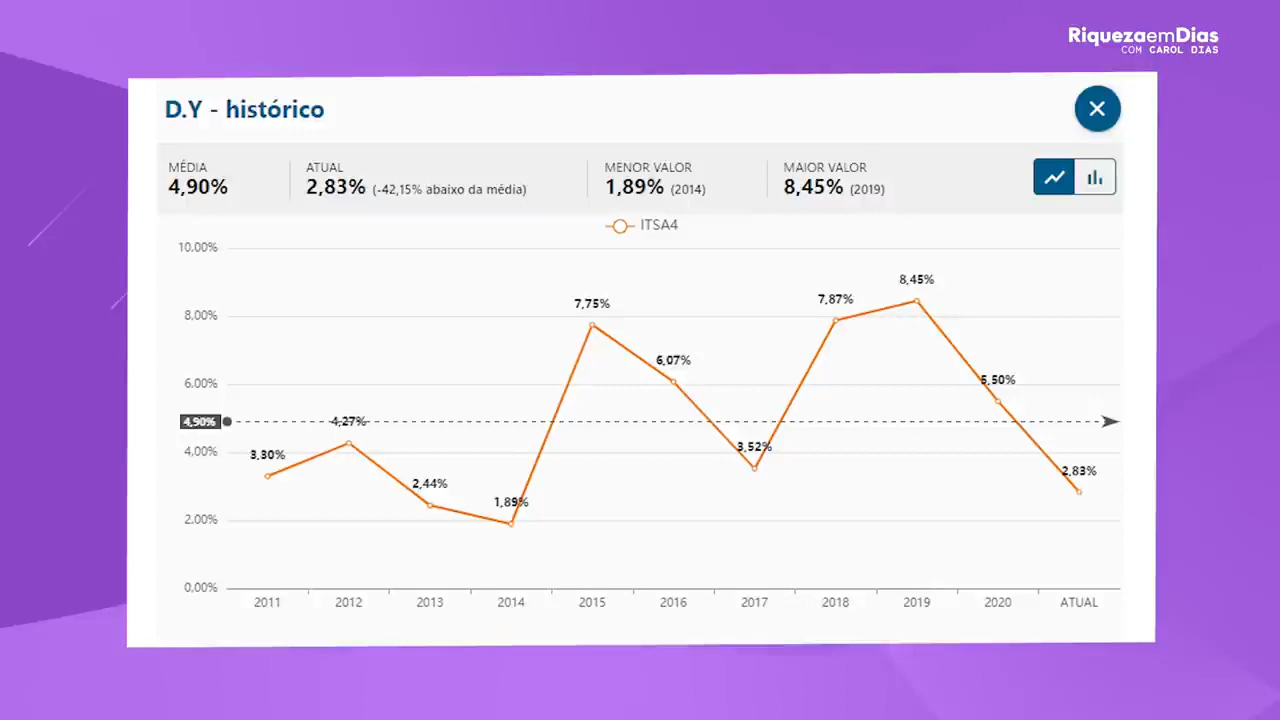 RiquezaemDias
COM CAROL DIAS
D.Y - histórico
MÉDIA
4,90%
ATUAL
2,83% (-42,15% abaixo da média)
MENOR VALOR
1,89% (2014)
MAIOR VALOR
8,45% (2019)
ITSA4
10.00%
8,00%
6,00%
4,90%
4,00%
2,00%
0,00%
3,30%
4,27%
2,44%
1,89%
7,75%
6,07%
3,52%
7,87%
8,45%
5,50%
2,83%
2011 2012 2013 2014 2015 2016 2017 2018 2019 2020 ATUAL